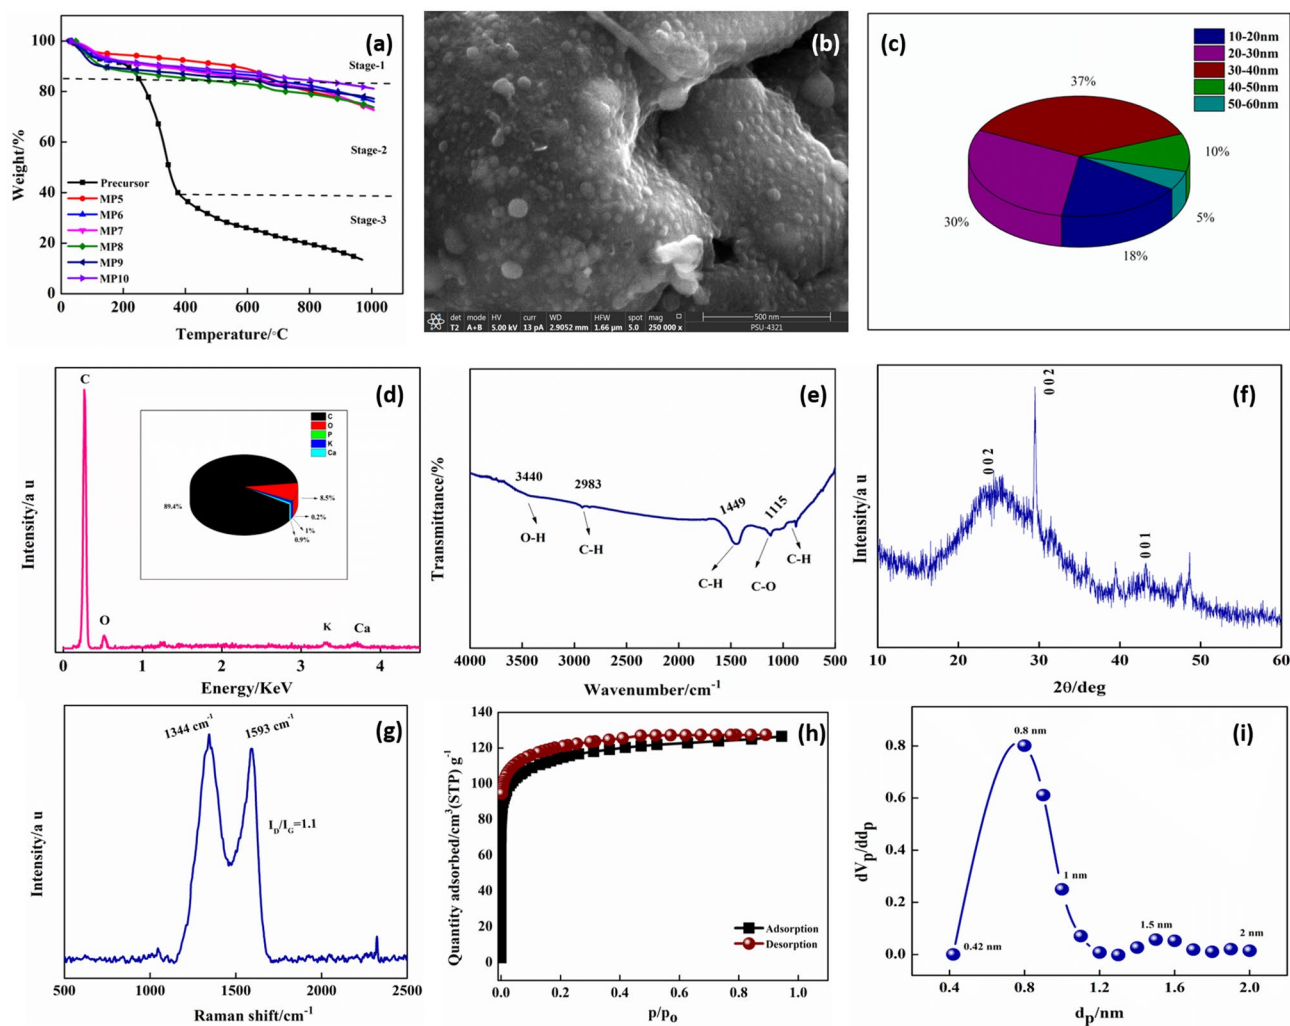 (a)
Weight/%
100
80
60
40
20
0
Stage-1
Stage-2
Stage-3
Precursor
MP5
MP6
MP7
MP8
MP9
MP10
0 200 400 600 800 1000
Temperature/°C
(b)
det mode HV curr WD HFW spot mag 500 nm
T2 A+B 5.00 kV 13 pA 2.9052 mm 1.66 µm 5.0 250 000 x PSU-4321
(c)
10-20nm
20-30nm
30-40nm
40-50nm
50-60nm
37%
10%
5%
18%
30%
(d)
Intensity/a u
C
O
K
Ca
C
O
P
K
Ca
89.4%
8.5%
0.2%
1%
0.9%
0 1 2 3 4
Energy/KeV
(e)
Transmittance/%
3440
2983
1449
1115
O-H
C-H
C-H
C-O
C-H
4000 3500 3000 2500 2000 1500 1000 500
Wavenumber/cm⁻¹
(f)
Intensity/a u
0 0 2
0 0 2
0 0 1
10 20 30 40 50 60
2θ/deg
(g)
Intensity/a u
1344 cm⁻¹
1593 cm⁻¹
I_D/I_G=1.1
500 1000 1500 2000 2500
Raman shift/cm⁻¹
(h)
Quantity adsorbed/cm³(STP) g⁻¹
140
120
100
80
60
40
20
0
Adsorption
Desorption
0.0 0.2 0.4 0.6 0.8 1.0
p/p₀
(i)
dVₚ/ddₚ
0.8
0.6
0.4
0.2
0.0
0.8 nm
1 nm
1.5 nm
2 nm
0.42 nm
0.4 0.8 1.2 1.6 2.0
dₚ/nm